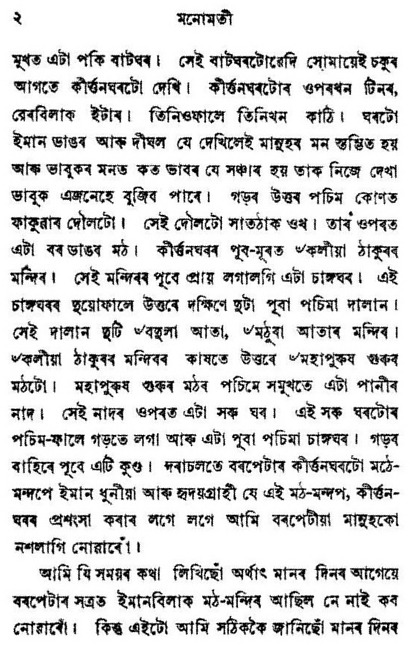 ২ মনোমতী
মূখত এটা পকি বাটঘৰ। সেই বাটঘৰটোৱেদি সোমায়েই চকুৰ
আগতে কীৰ্ত্তনঘৰটো দেখি। কীৰ্ত্তনঘৰটোৰ ওপৰখন টিনৰ,
বেৰবিলাক ইটাৰ। তিনিওফালে তিনিখন কাঠি। ঘৰটো
ইমান ডাঙৰ আৰু দীঘল যে দেখিলেই মানুহৰ মন স্তম্ভিত হয়
আৰু ভাবুকৰ মনত কত ভাবৰ যে সঞ্চাৰ হয় তাক নিজে দেখা
ভাবুক এজনেহে বুজিব পাৰে। গড়ৰ উত্তৰ পচিম কোণত
ফাকুৱাৰ দৌলটো। সেই দৌলটো সাতঠাক ওখ। তাৰ ওপৰত
এটা বৰ ডাঙৰ মঠ। কীৰ্ত্তনঘৰৰ পূব-মূৰত ৺কলীয়া ঠাকুৰৰ
মন্দিৰ। সেই মন্দিৰৰ পূবে প্ৰায় লগালগি এটা চাঙ্গঘৰ। এই
চাঙ্গঘৰৰ দুয়োফালে উত্তৰে দক্ষিণে দুটা পূবা পচিমা দালান।
সেই দালান দুটি ৺বদুলা আতা, ৺মঠুৰা আতাৰ মন্দিৰ।
৺কলীয়া ঠাকুৰৰ মন্দিৰৰ কাষতে উত্তৰে ৺মহাপুৰুষ গুৰুৰ
মঠটো। মহাপুৰুষ গুৰুৰ মঠৰ পচিমে সমুখতে এটা পানীৰ
নাদ। সেই নাদৰ ওপৰত এটা সৰু ঘৰ। এই সৰু ঘৰটোৰ
পচিম-ফালে গড়তে লগা আৰু এটা পূবা পচিমা চাঙ্গঘৰ। গড়ৰ
বাহিৰে পূবে এটি কুণ্ড। দৰাচলতে বৰপেটাৰ কীৰ্ত্তনঘৰটো মঠে-
মন্দপে ইমান ধুনীয়া আৰু হৃদয়গ্ৰাহী যে এই মঠ-মন্দপ, কীৰ্ত্তন-
ঘৰৰ প্ৰশংসা কৰাৰ লগে লগে আমি বৰপেটীয়া মানুহকো
নশলাগি নোৱাৰোঁ।
আমি যি সময়ৰ কথা লিখিছোঁ অৰ্থাৎ মানৰ দিনৰ আগেয়ে
বৰপেটাৰ সত্ৰত ইমানবিলাক মঠ-মন্দিৰ আছিল নে নাই কব
নোৱাৰোঁ। কিন্তু এইটো আমি সঠিককৈ জানিছোঁ মানৰ দিনৰ